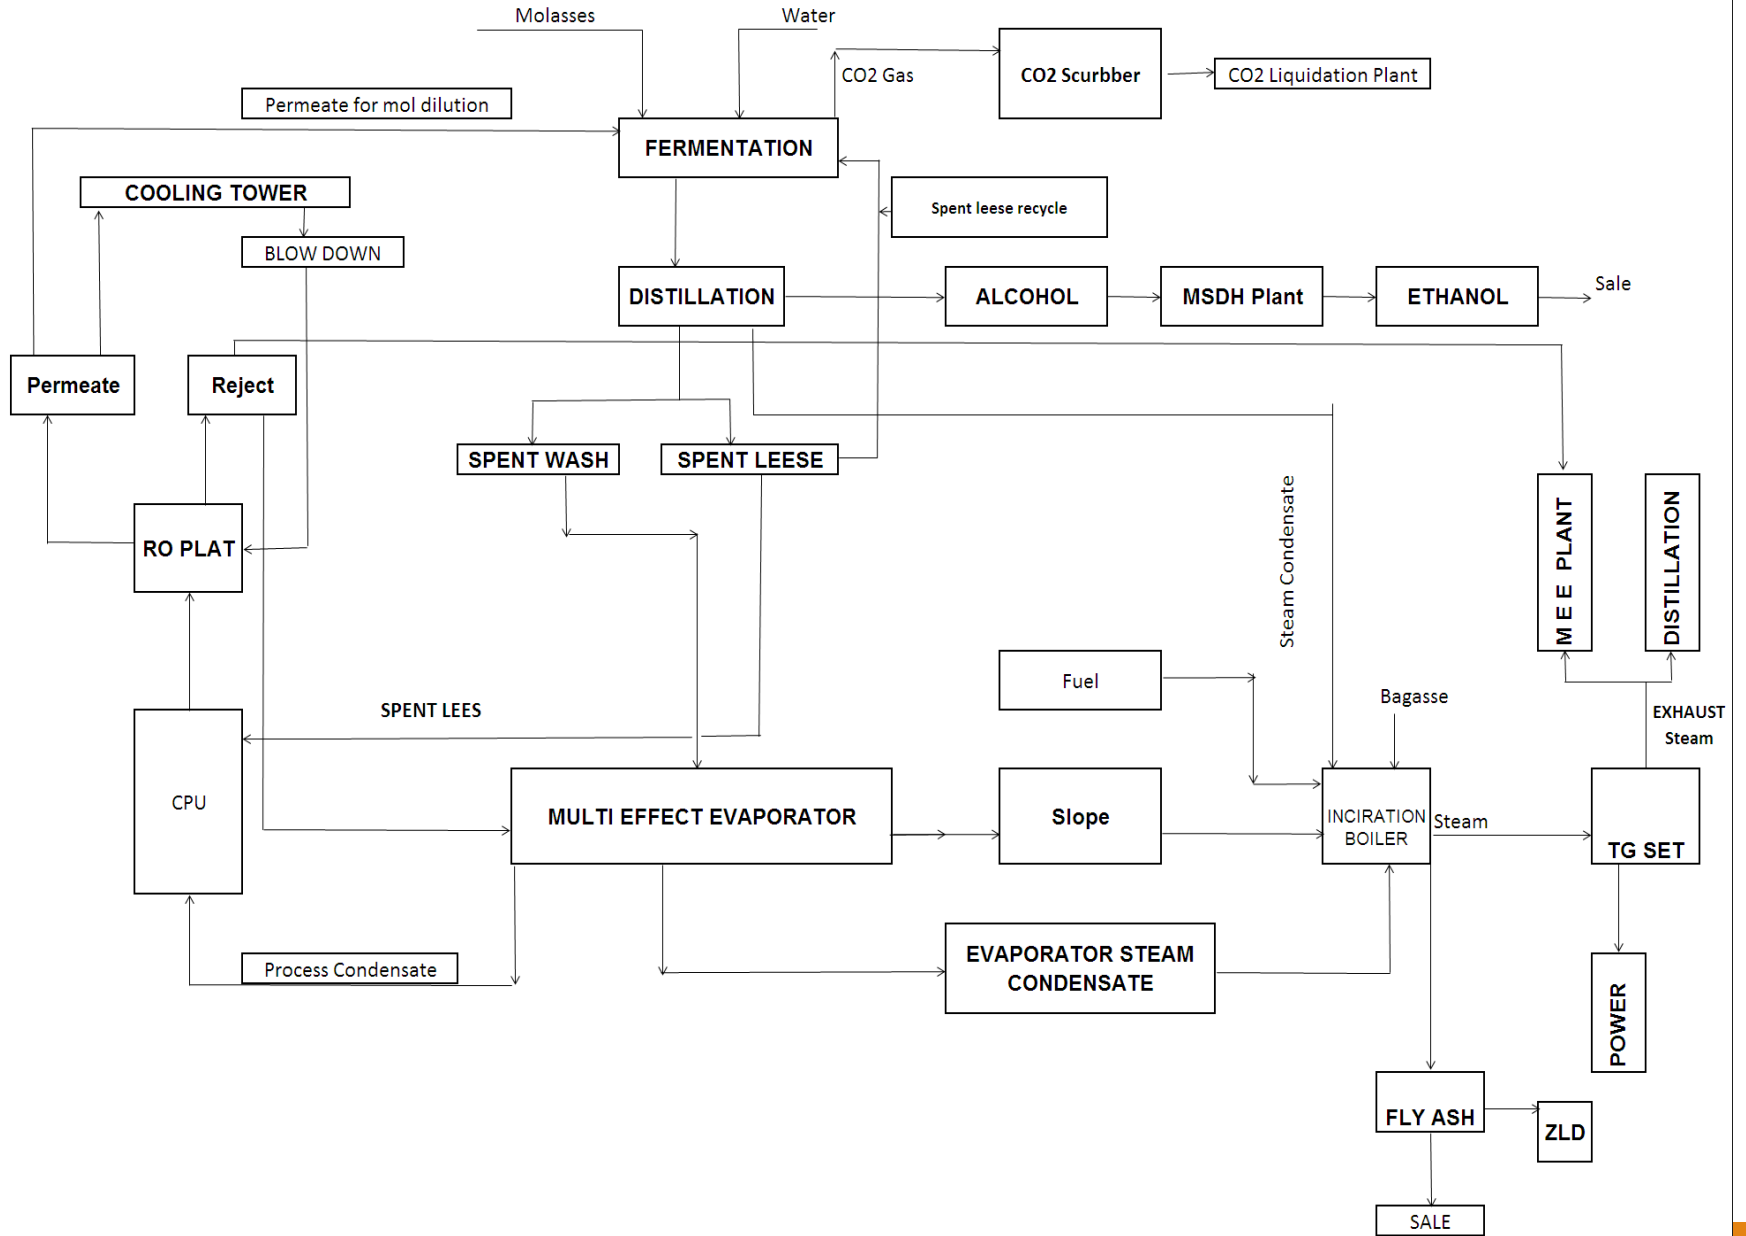 Molasses
Water
CO2 Gas
CO2 Scurbber
CO2 Liquidation Plant
Permeate for mol dilution
FERMENTATION
COOLING TOWER
Spent leese recycle
BLOW DOWN
DISTILLATION
ALCOHOL
MSDH Plant
ETHANOL
Sale
Permeate
Reject
SPENT WASH
SPENT LEESE
Steam Condensate
M E E PLANT
DISTILLATION
RO PLAT
Fuel
Bagasse
SPENT LEES
EXHAUST
Steam
CPU
MULTI EFFECT EVAPORATOR
Slope
INCIRATION
BOILER
Steam
TG SET
Process Condensate
EVAPORATOR STEAM
CONDENSATE
POWER
FLY ASH
ZLD
SALE